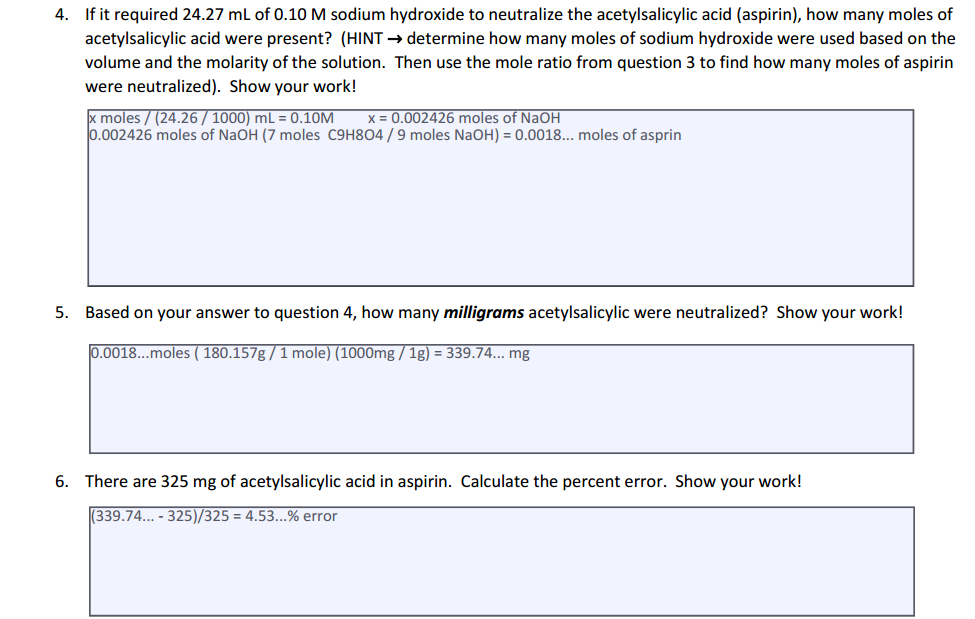 4. If it required 24.27 mL of 0.10 M sodium hydroxide to neutralize the acetylsalicylic acid (aspirin), how many moles of
acetylsalicylic acid were present? (HINT → determine how many moles of sodium hydroxide were used based on the
volume and the molarity of the solution. Then use the mole ratio from question 3 to find how many moles of aspirin
were neutralized). Show your work!
x moles / (24.26 / 1000) mL = 0.10M x = 0.002426 moles of NaOH
0.002426 moles of NaOH (7 moles C9H8O4 / 9 moles NaOH) = 0.0018... moles of asprin
5. Based on your answer to question 4, how many milligrams acetylsalicylic were neutralized? Show your work!
0.0018...moles ( 180.157g / 1 mole) (1000mg / 1g) = 339.74... mg
6. There are 325 mg of acetylsalicylic acid in aspirin. Calculate the percent error. Show your work!
(339.74... - 325)/325 = 4.53...% error